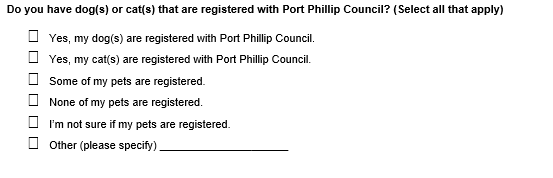 Do you have dog(s) or cat(s) that are registered with Port Phillip Council? (Select all that apply)
Yes, my dog(s) are registered with Port Phillip Council.
Yes, my cat(s) are registered with Port Phillip Council.
Some of my pets are registered.
None of my pets are registered.
I'm not sure if my pets are registered.
Other (please specify) ______________________